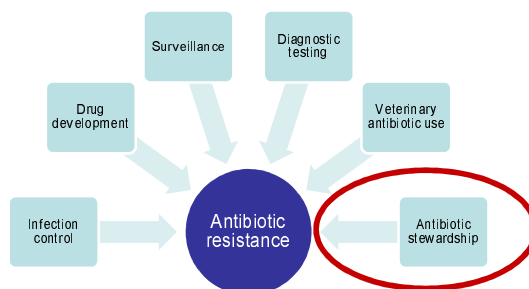 Surveillance
Diagnostic
testing
Drug
development
Veterinary
antibiotic use
Infection
control
Antibiotic
resistance
Antibiotic
stewardship